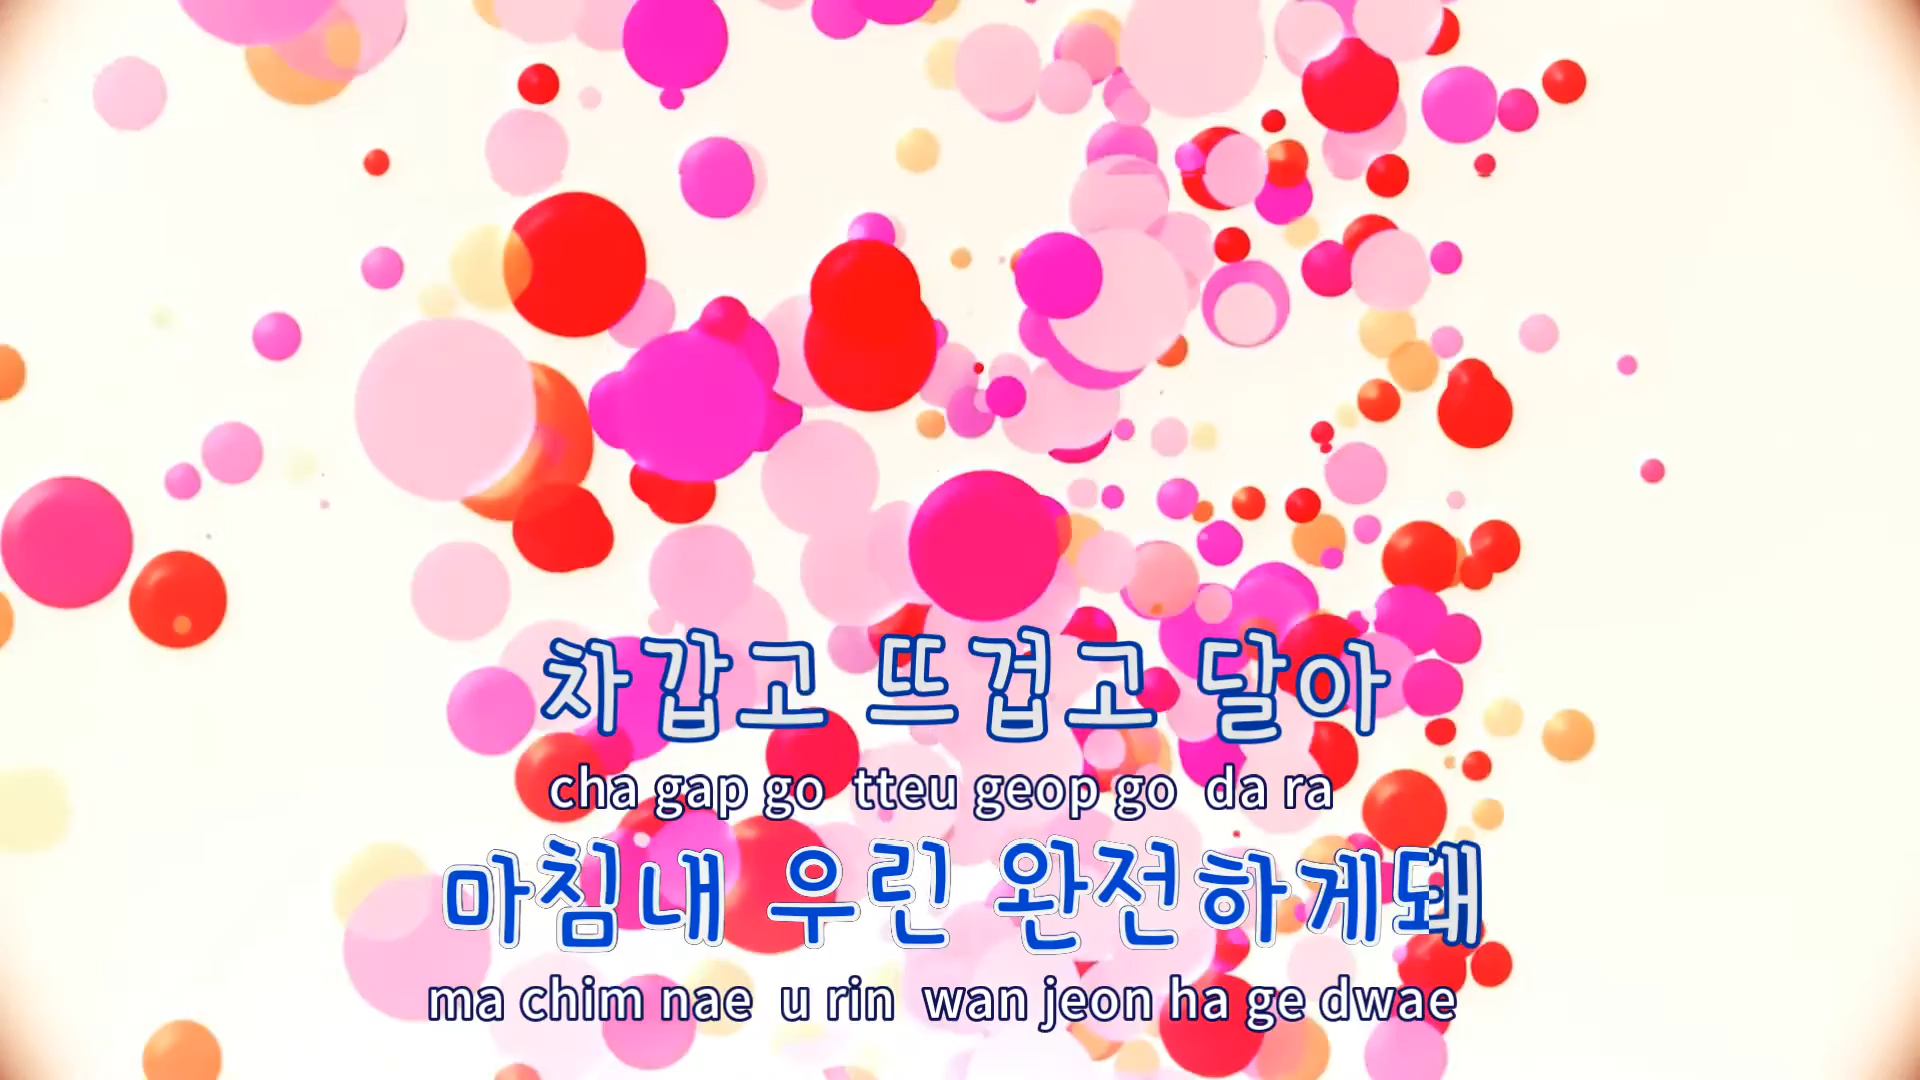 차갑고 뜨겁고 달아
cha gap go tteu geop go da ra
마침내 우린 완전하게돼
ma chim nae u rin wan jeon ha ge dwae